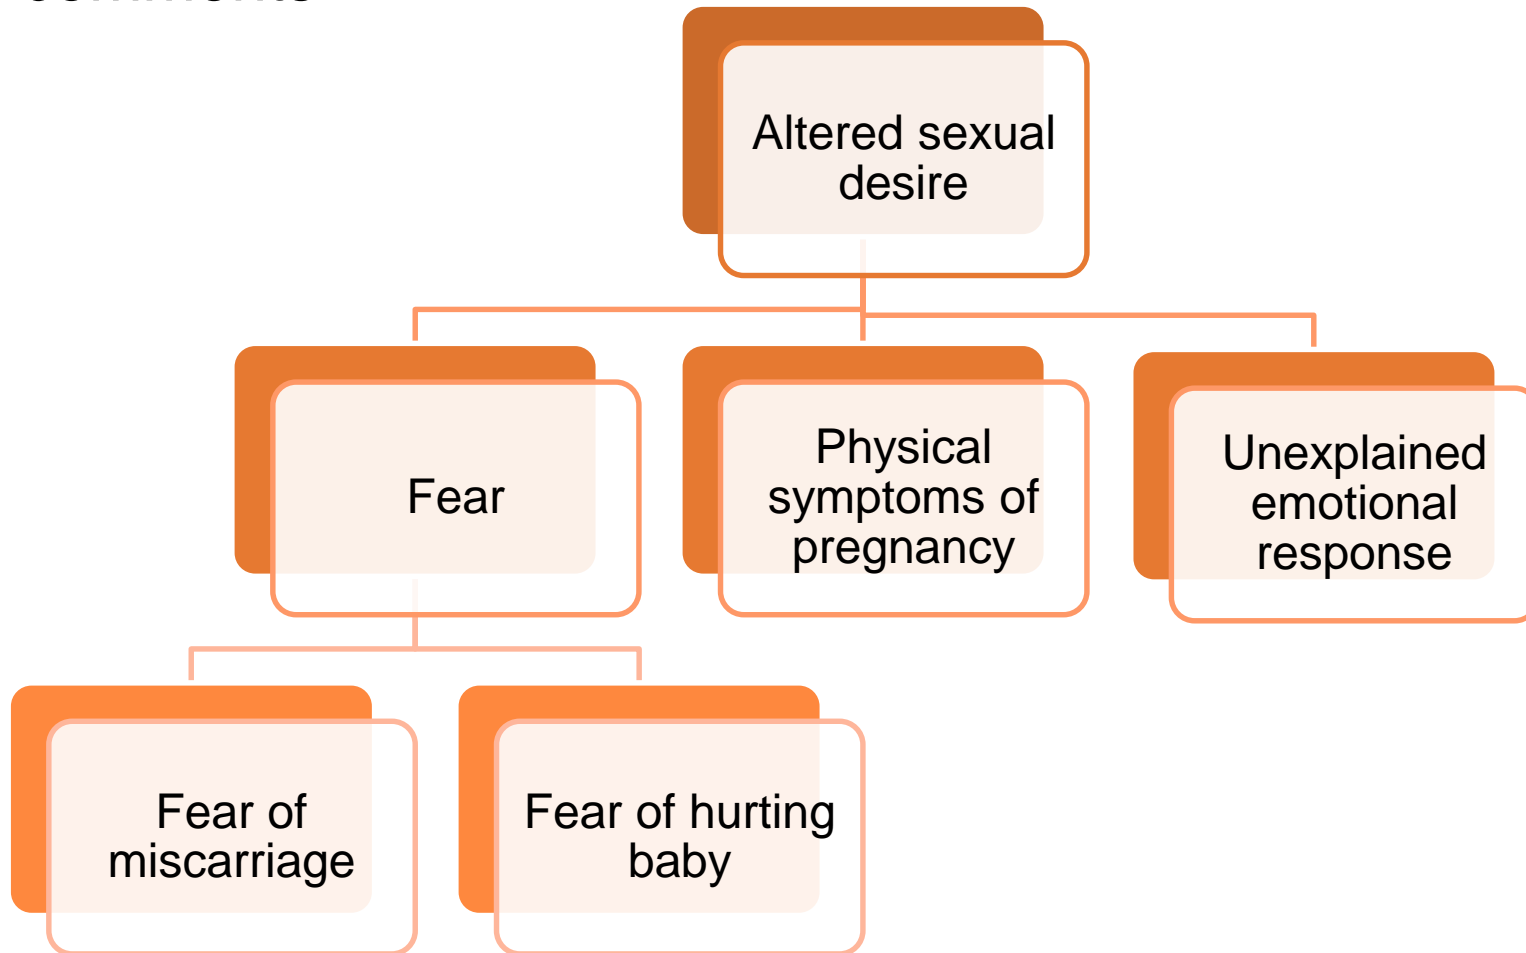 Altered sexual
desire
Fear
Physical
symptoms of
pregnancy
Unexplained
emotional
response
Fear of
miscarriage
Fear of hurting
baby